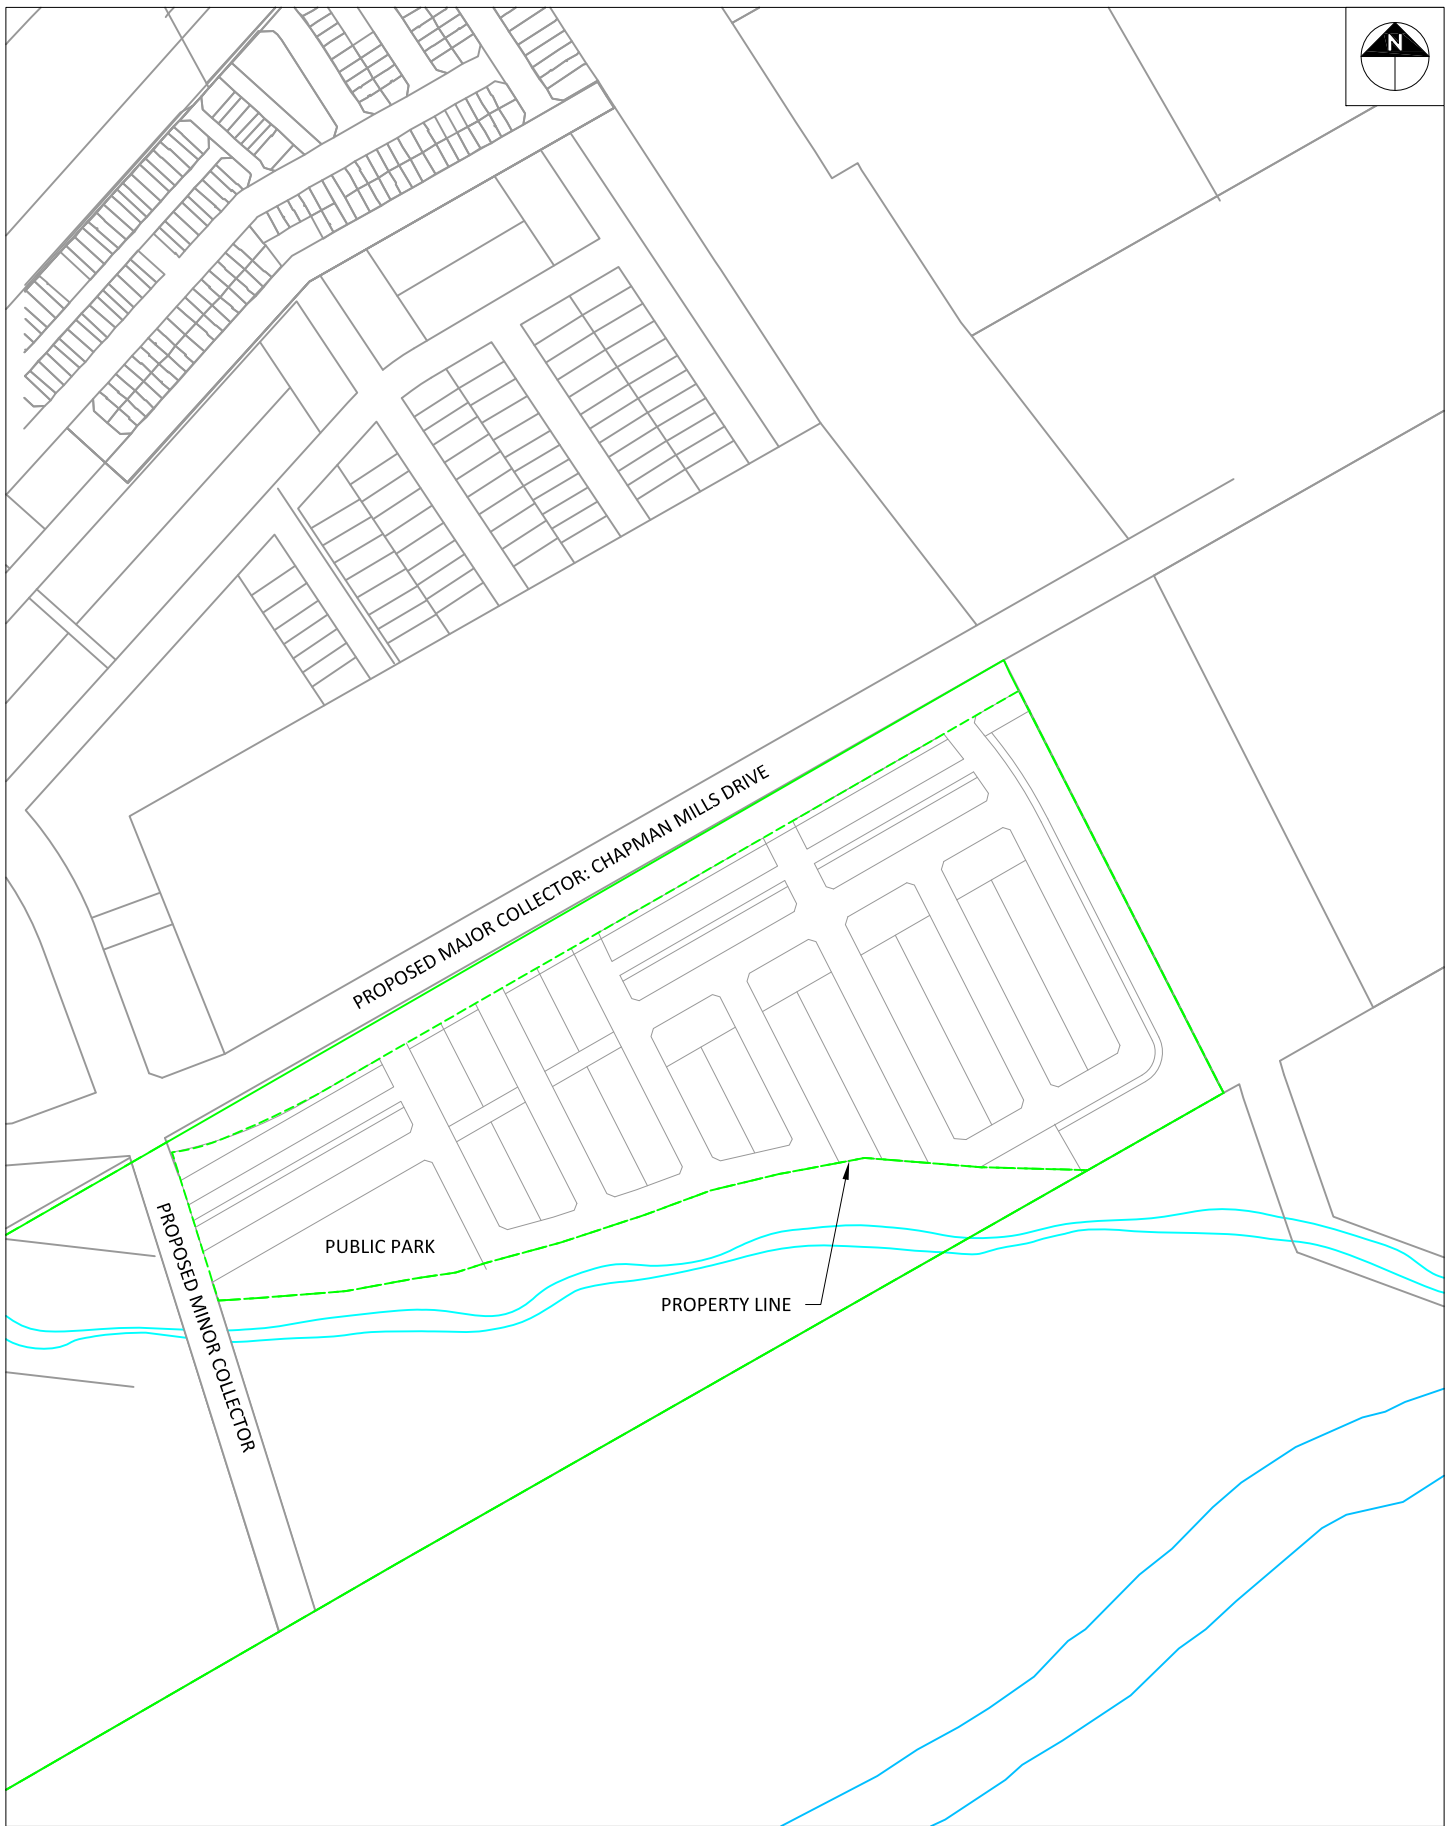 N
PROPOSED MAJOR COLLECTOR: CHAPMAN MILLS DRIVE
PROPOSED MINOR COLLECTOR
PUBLIC PARK
PROPERTY LINE